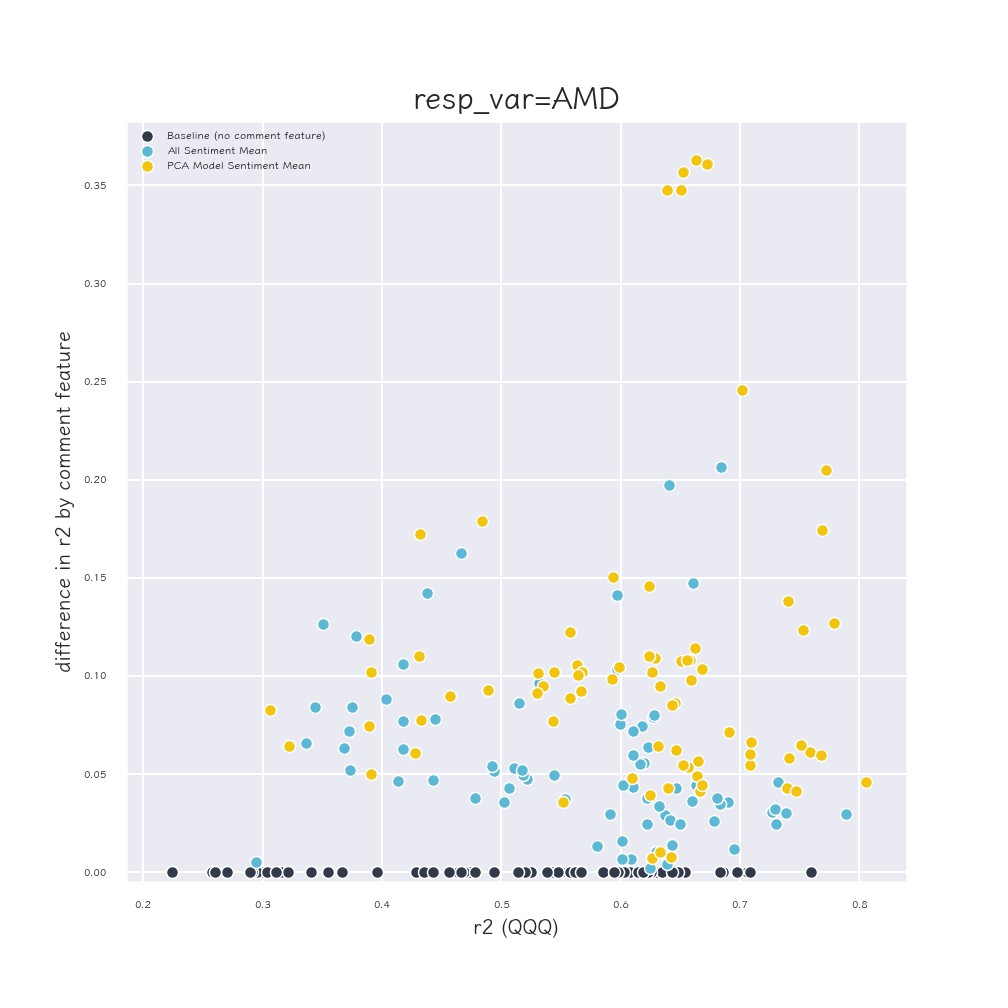 resp_var=AMD
Baseline (no comment feature)
All Sentiment Mean
PCA Model Sentiment Mean
difference in r2 by comment feature
0.35
0.30
0.25
0.20
0.15
0.10
0.05
0.00
0.2 0.3 0.4 0.5 0.6 0.7 0.8
r2 (QQQ)